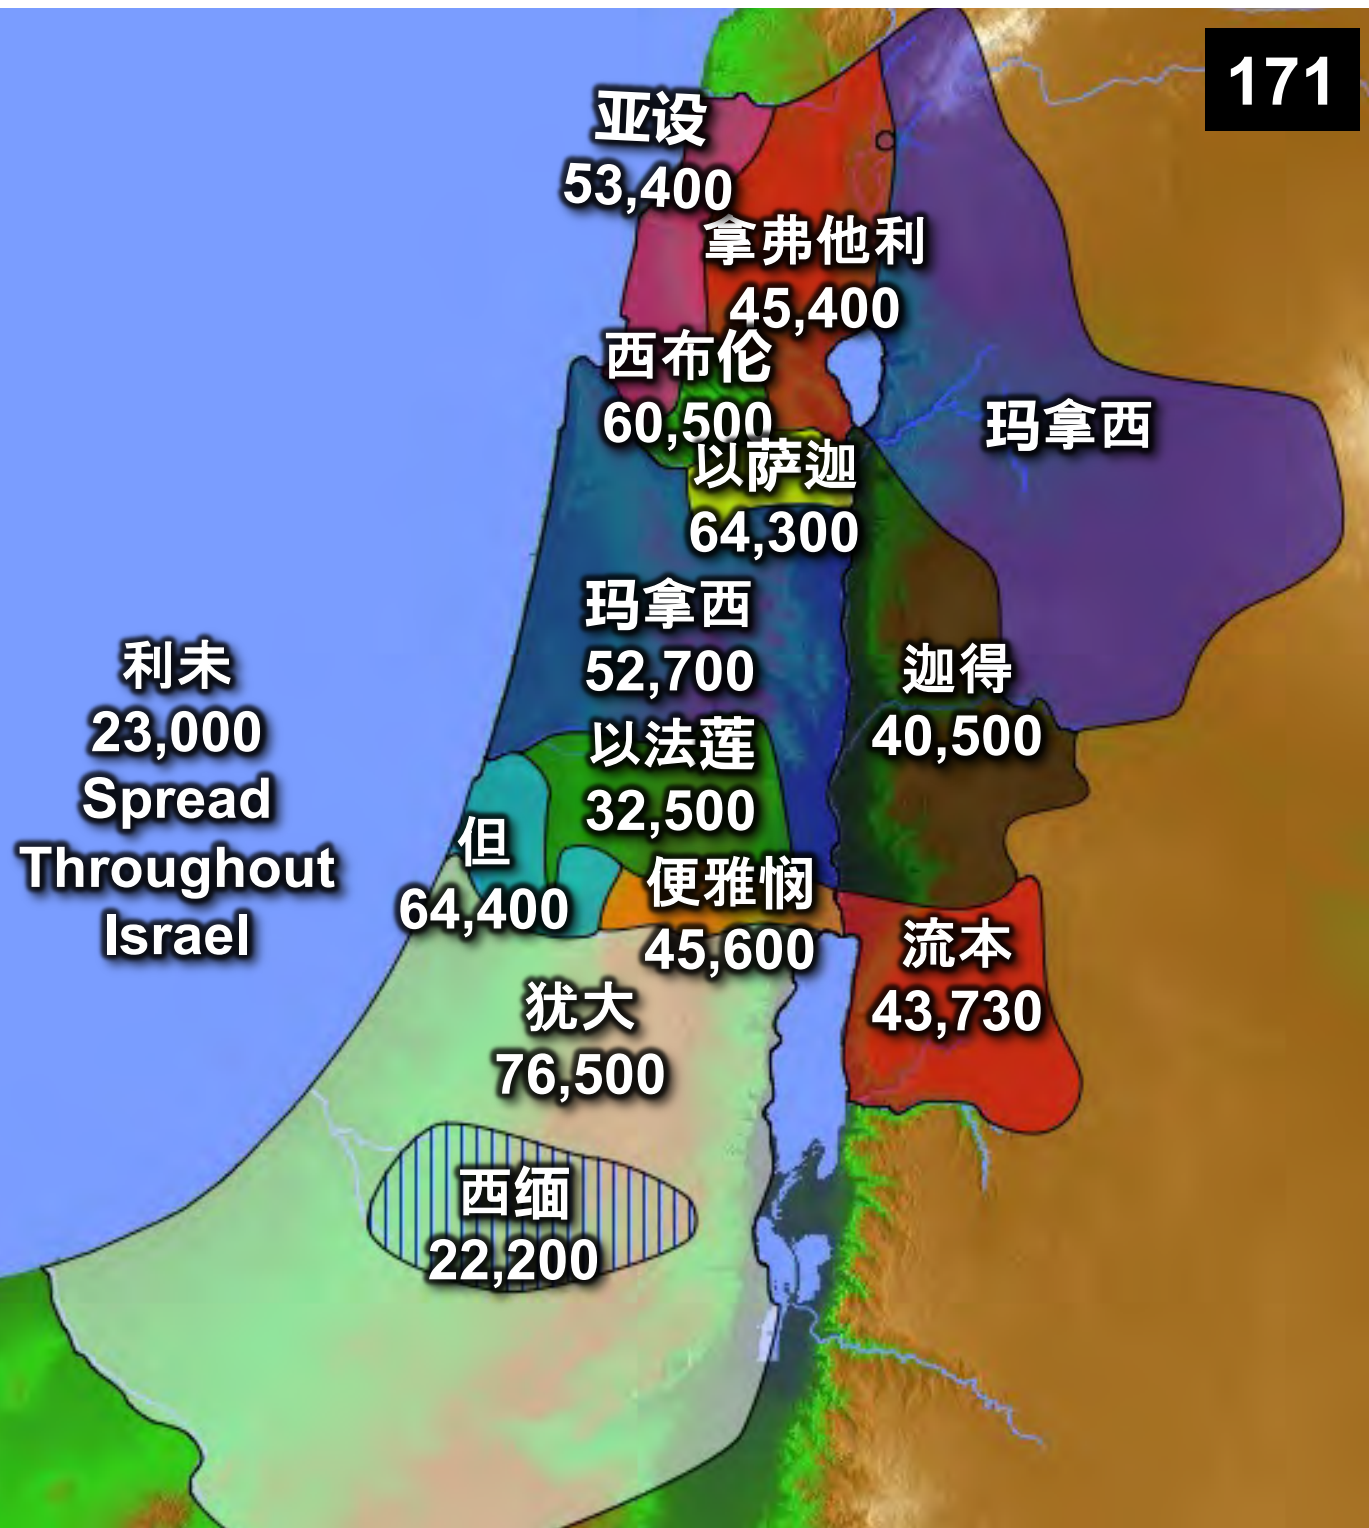 171
亚设
53,400
拿弗他利
45,400
西布伦
60,500
以萨迦
64,300
玛拿西
玛拿西
52,700
利未
23,000
Spread
Throughout
Israel
迦得
40,500
以法莲
32,500
但
64,400
便雅悯
45,600
流本
43,730
犹大
76,500
西缅
22,200